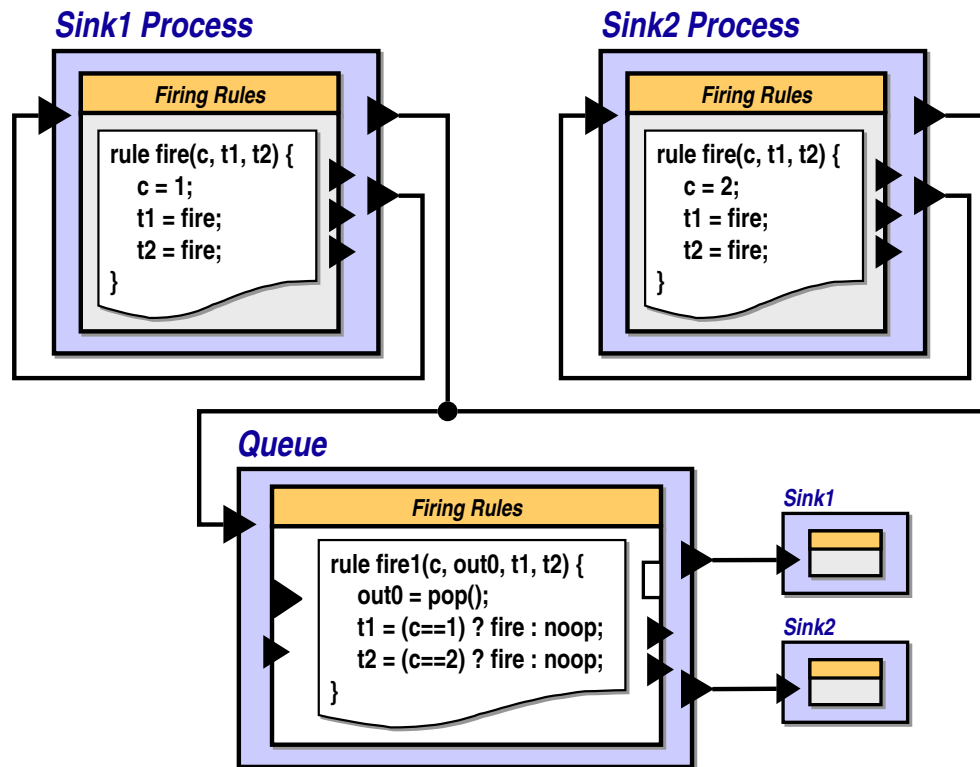 Sink1 Process
Firing Rules
rule fire(c, t1, t2) {
c = 1;
t1 = fire;
t2 = fire;
}
Sink2 Process
Firing Rules
rule fire(c, t1, t2) {
c = 2;
t1 = fire;
t2 = fire;
}
Queue
Firing Rules
rule fire1(c, out0, t1, t2) {
out0 = pop();
t1 = (c==1) ? fire : noop;
t2 = (c==2) ? fire : noop;
}
Sink1
Sink2